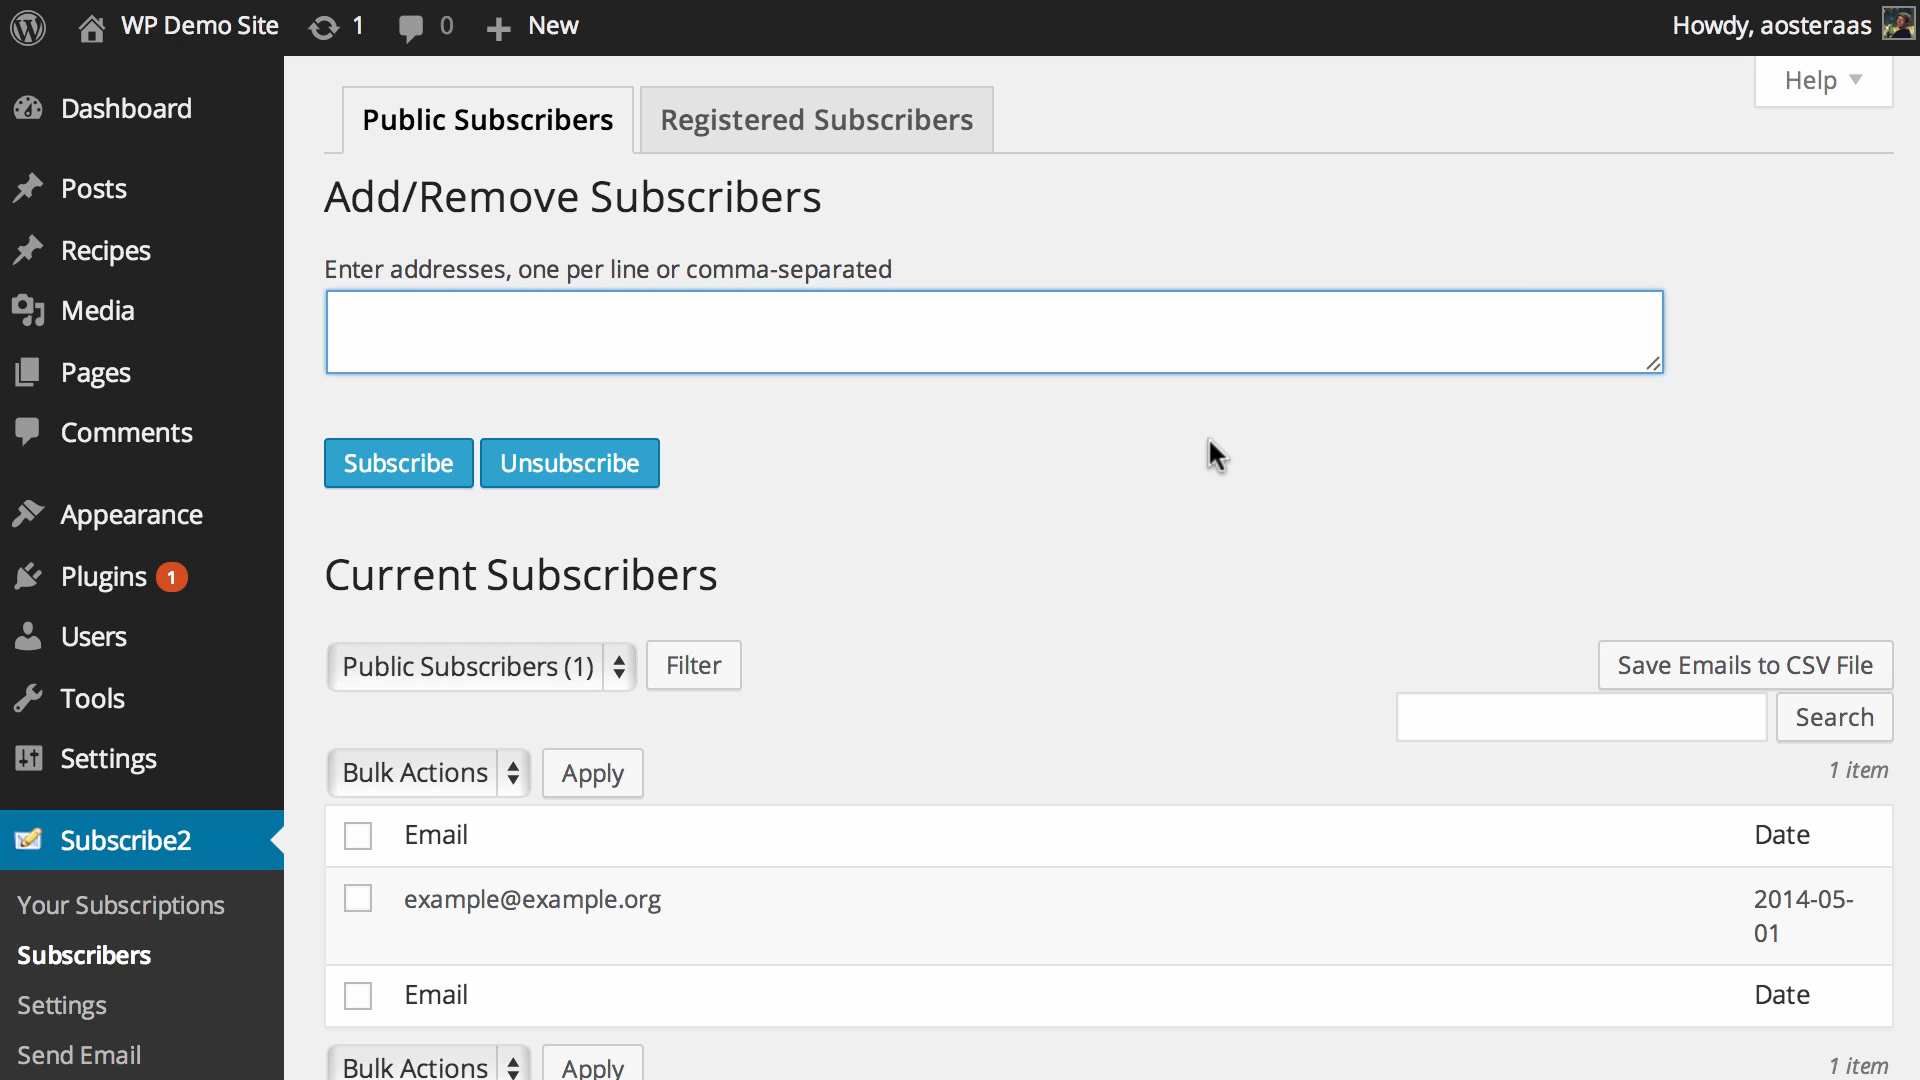 WP Demo Site 1 0 New Howdy, aosteraas
Help
Dashboard
Posts
Recipes
Media
Pages
Comments
Appearance
Plugins 1
Users
Tools
Settings
Subscribe2
Your Subscriptions
Subscribers
Settings
Send Email
Public Subscribers Registered Subscribers
Add/Remove Subscribers
Enter addresses, one per line or comma-separated
Subscribe Unsubscribe
Current Subscribers
Public Subscribers (1) Filter Save Emails to CSV File
Search
Bulk Actions Apply 1 item
Email Date
example@example.org 2014-05-
01
Email Date
Bulk Actions Apply 1 item